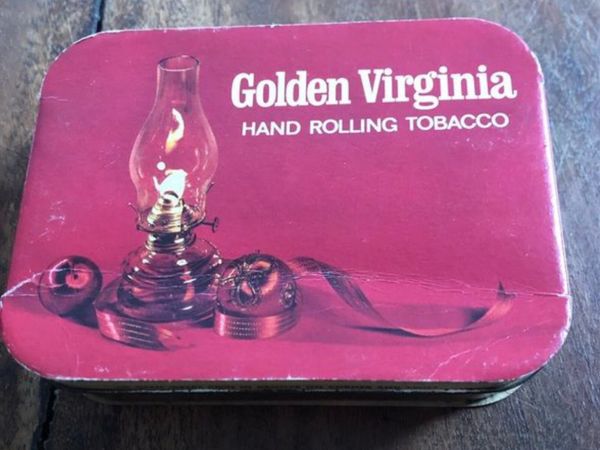 Golden Virginia
HAND ROLLING TOBACCO